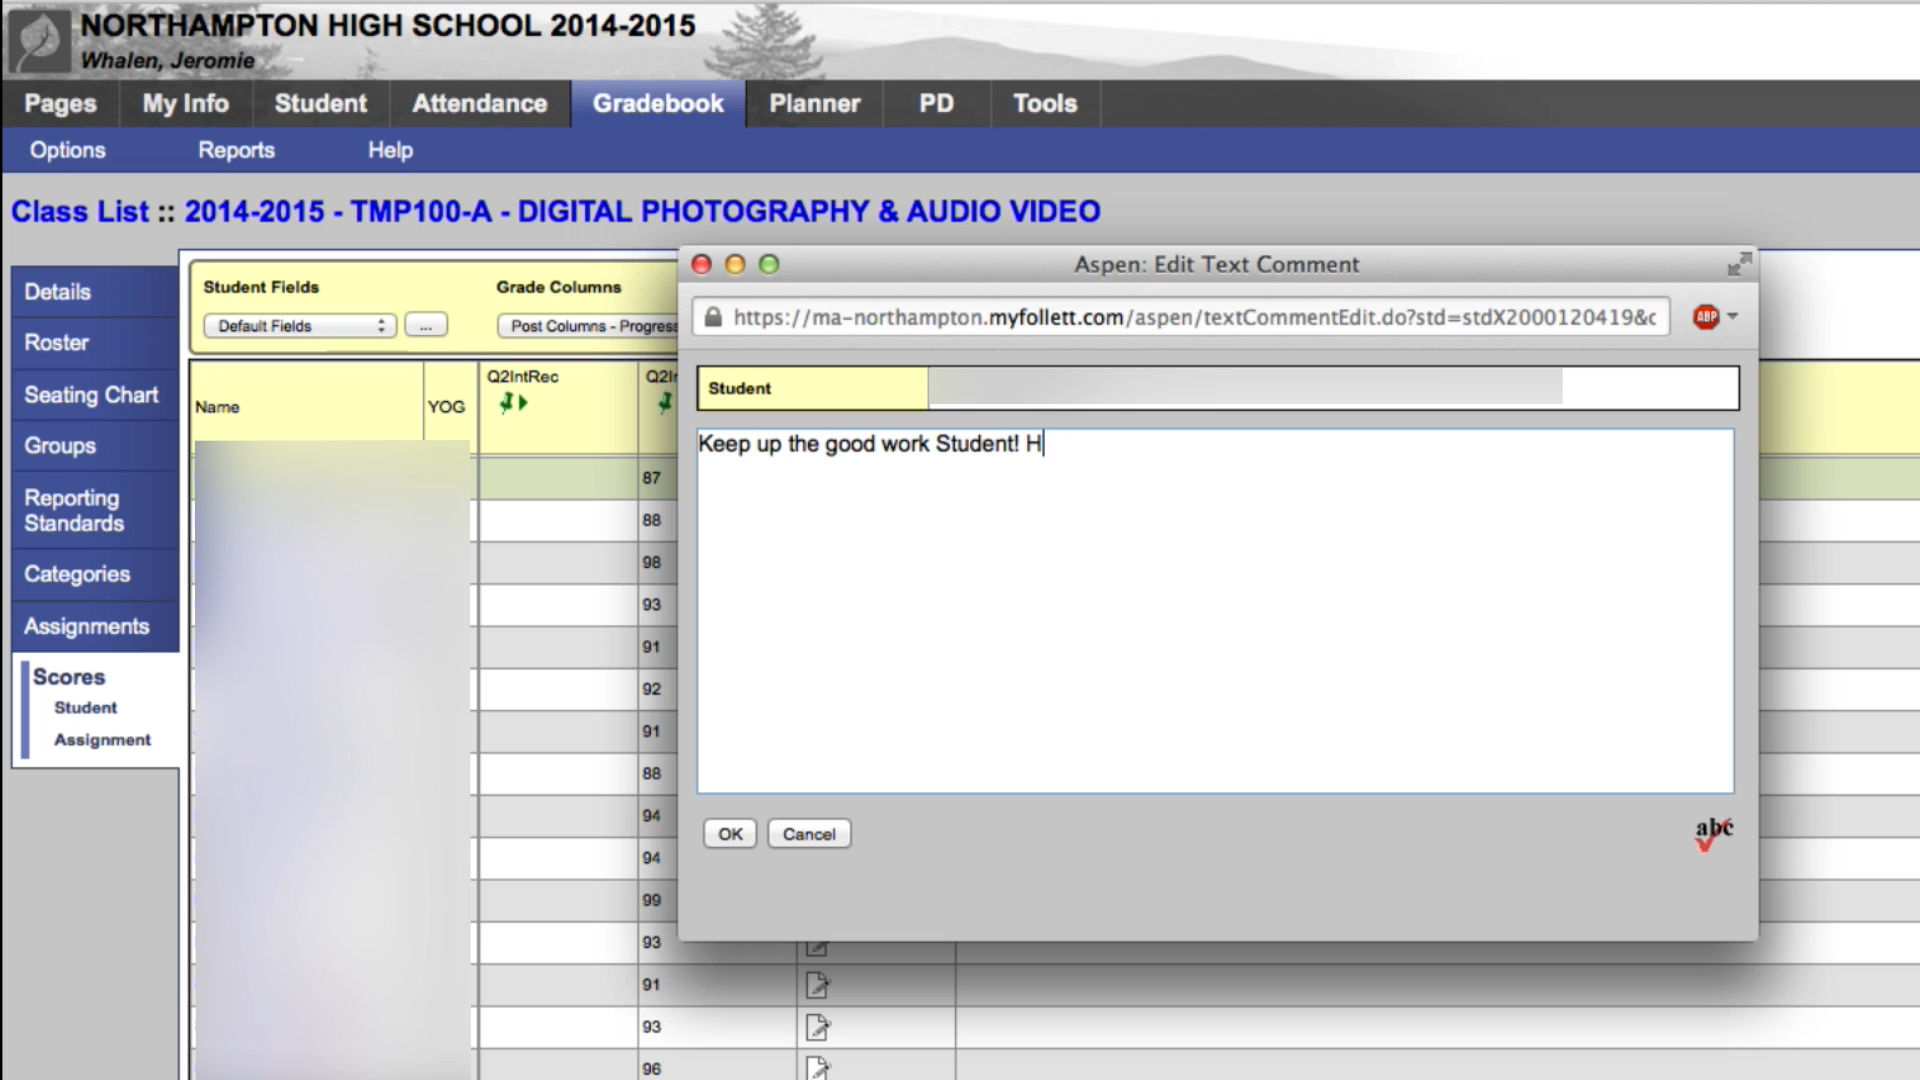 NORTHAMPTON HIGH SCHOOL 2014-2015
Whalen, Jeromie
Pages My Info Student Attendance Gradebook Planner PD Tools
Options Reports Help
Class List :: 2014-2015 - TMP100-A - DIGITAL PHOTOGRAPHY & AUDIO VIDEO
Details
Roster
Seating Chart
Groups
Reporting
Standards
Categories
Assignments
Scores
Student
Assignment
Student Fields Grade Columns
Default Fields ... Post Columns - Progress
Name YOG Q2IntRec
87
88
98
93
91
92
91
88
94
94
99
93
91
93
96
Aspen: Edit Text Comment
https://ma-northampton.myfollett.com/aspen/textCommentEdit.do?std=stdX2000120419&c
ABP
Student
Keep up the good work Student! H
OK Cancel
abc